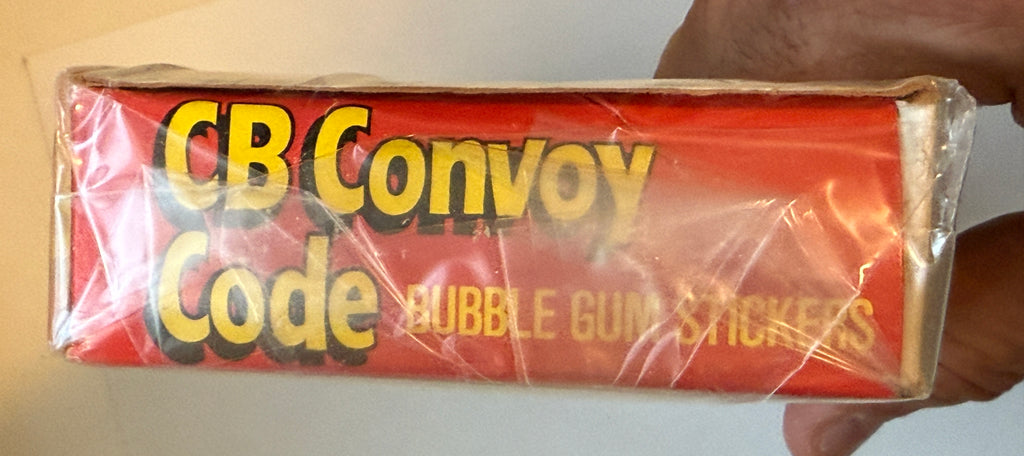 CB Convoy
Code BUBBLE GUM STICKERS